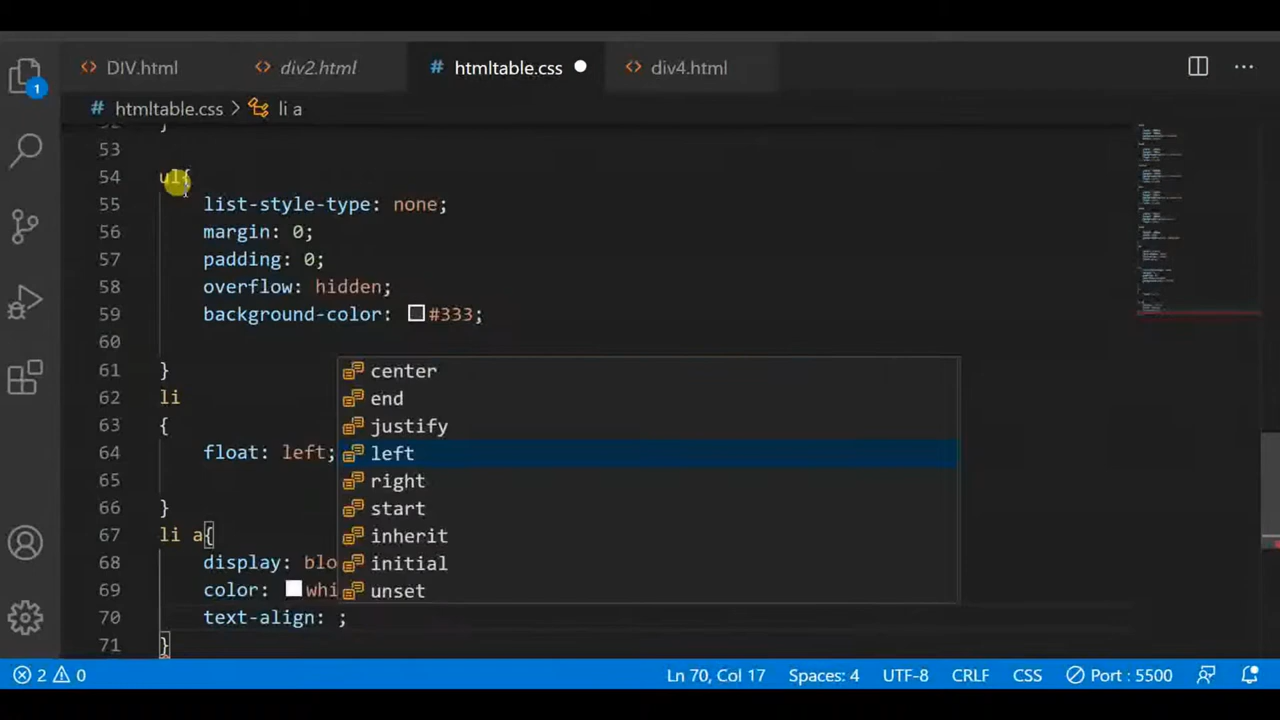 DIV.html div2.html # htmltable.css div4.html ...
1
# htmltable.css > li a
52 }
53
54 ul{
55 list-style-type: none;
56 margin: 0;
57 padding: 0;
58 overflow: hidden;
59 background-color: #333;
60
61 }
62 li
63 {
64 float: left;
65
66 }
67 li a{
68 display: blo
69 color: whi
70 text-align: ;
71 }
center
end
justify
left
right
start
inherit
initial
unset
2 0 Ln 70, Col 17 Spaces: 4 UTF-8 CRLF CSS Port : 5500